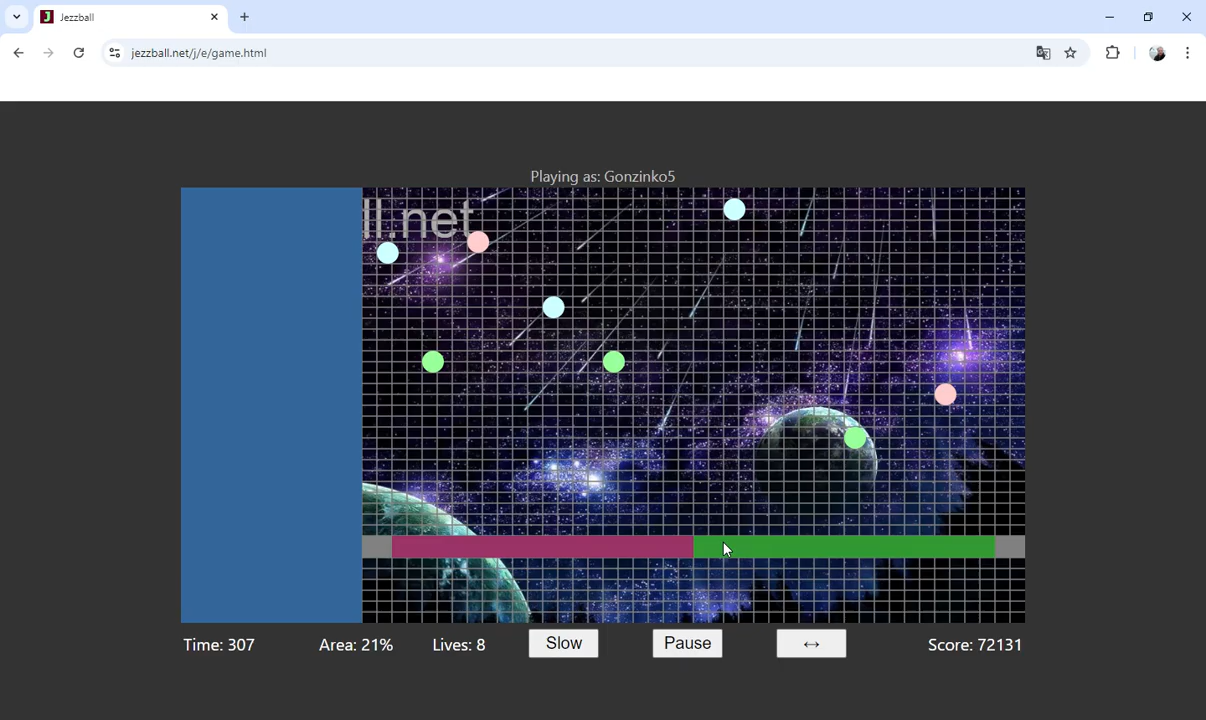 Jezzball
jezzball.net/j/e/game.html
Playing as: Gonzinko5
ll.net
Time: 307
Area: 21%
Lives: 8
Slow
Pause
↔
Score: 72131